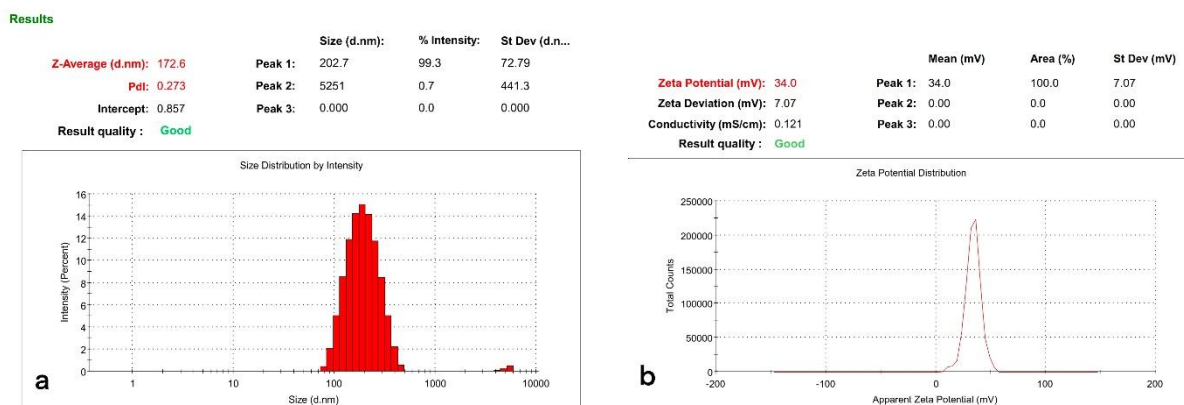 Results
Size (d.nm): % Intensity: St Dev (d.n...
Z-Average (d.nm): 172.6 Peak 1: 202.7 99.3 72.79
PdI: 0.273 Peak 2: 5251 0.7 441.3
Intercept: 0.857 Peak 3: 0.000 0.0 0.000
Result quality : Good
Size Distribution by Intensity
16
14
12
10
8
6
4
2
0
Intensity (Percent)
1 10 100 1000 10000
Size (d.nm)
a
Mean (mV) Area (%) St Dev (mV)
Zeta Potential (mV): 34.0 Peak 1: 34.0 100.0 7.07
Zeta Deviation (mV): 7.07 Peak 2: 0.00 0.0 0.00
Conductivity (mS/cm): 0.121 Peak 3: 0.00 0.0 0.00
Result quality : Good
Zeta Potential Distribution
250000
200000
150000
100000
50000
0
Total Counts
-200 -100 0 100 200
Apparent Zeta Potential (mV)
b